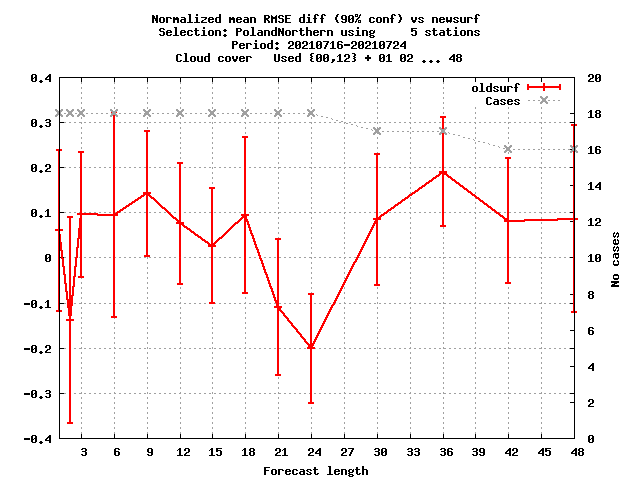 Normalized mean RMSE diff (90% conf) vs newsurf
Selection: PolandNorthern using     5 stations
Period: 20210716-20210724
Cloud cover   Used {00,12} + 01 02 ... 48
0.4 20
oldsurf
Cases
0.3 18
16
0.2 14
0.1 12
0 10
No cases
-0.1 8
6
-0.2 4
-0.3 2
-0.4 0
3 6 9 12 15 18 21 24 27 30 33 36 39 42 45 48
Forecast length